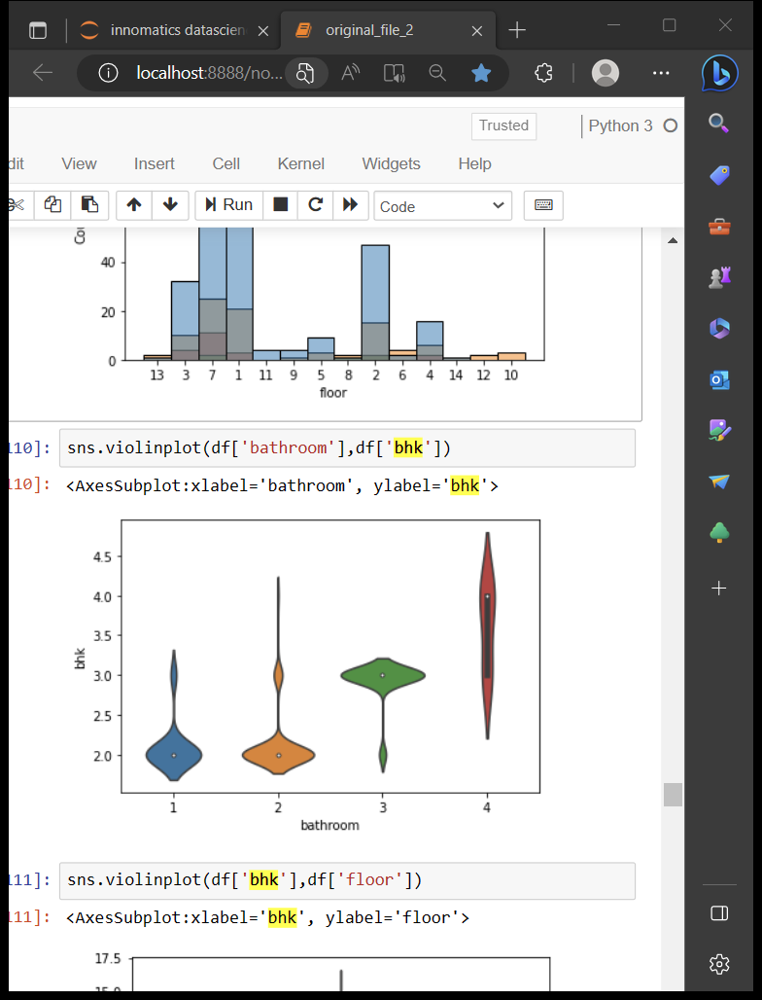 innomatics datascien
original_file_2
localhost:8888/no...
Trusted
Python 3
dit View Insert Cell Kernel Widgets Help
Run
Code
Cou
40
20
0
13 3 7 1 11 9 5 8 2 6 4 14 12 10
floor
110]: sns.violinplot(df['bathroom'],df['bhk'])
110]: <AxesSubplot:xlabel='bathroom', ylabel='bhk'>
4.5
4.0
3.5
3.0
2.5
2.0
bhk
1 2 3 4
bathroom
111]: sns.violinplot(df['bhk'],df['floor'])
111]: <AxesSubplot:xlabel='bhk', ylabel='floor'>
17.5
15.0